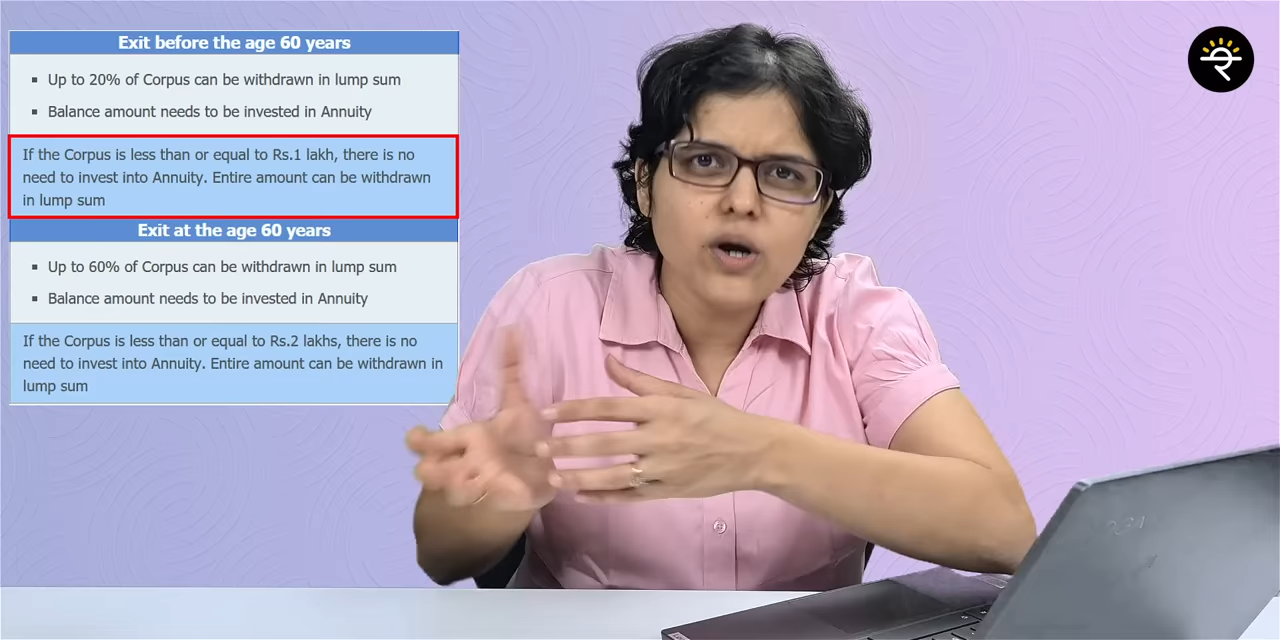 Exit before the age 60 years
▪ Up to 20% of Corpus can be withdrawn in lump sum
▪ Balance amount needs to be invested in Annuity
If the Corpus is less than or equal to Rs.1 lakh, there is no
need to invest into Annuity. Entire amount can be withdrawn
in lump sum
Exit at the age 60 years
▪ Up to 60% of Corpus can be withdrawn in lump sum
▪ Balance amount needs to be invested in Annuity
If the Corpus is less than or equal to Rs.2 lakhs, there is no
need to invest into Annuity. Entire amount can be withdrawn in
lump sum